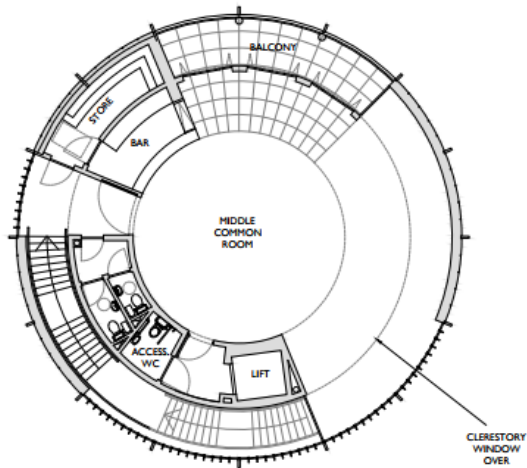 BALCONY
STORE
BAR
MIDDLE
COMMON
ROOM
ACCESS.
WC
LIFT
CLERESTORY
WINDOW
OVER